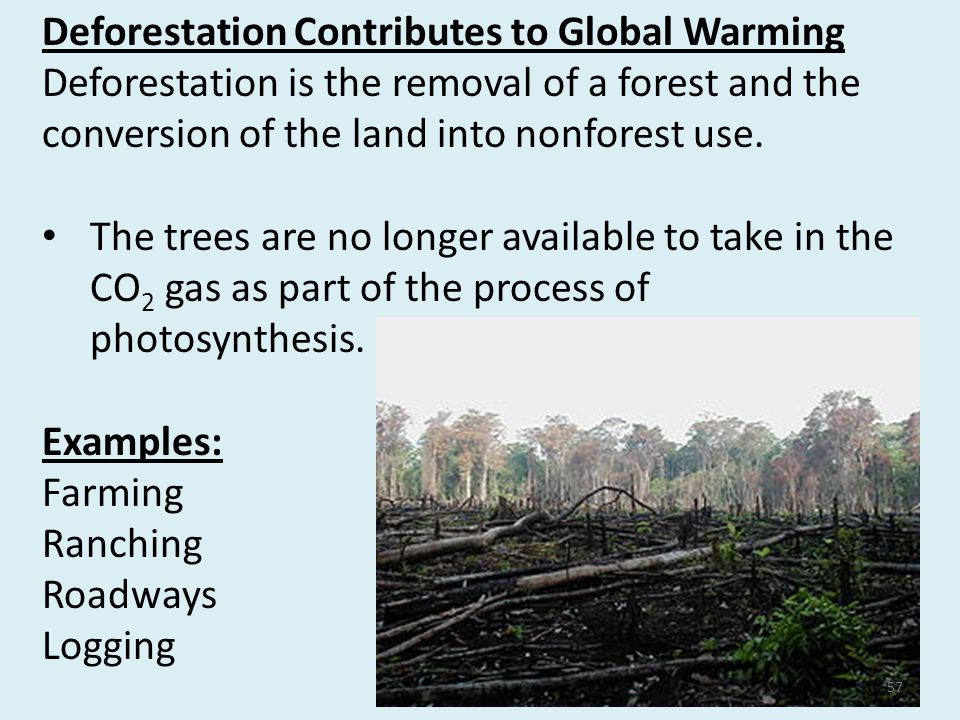 Deforestation Contributes to Global Warming
Deforestation is the removal of a forest and the
conversion of the land into nonforest use.
• The trees are no longer available to take in the
CO₂ gas as part of the process of
photosynthesis.
Examples:
Farming
Ranching
Roadways
Logging
57